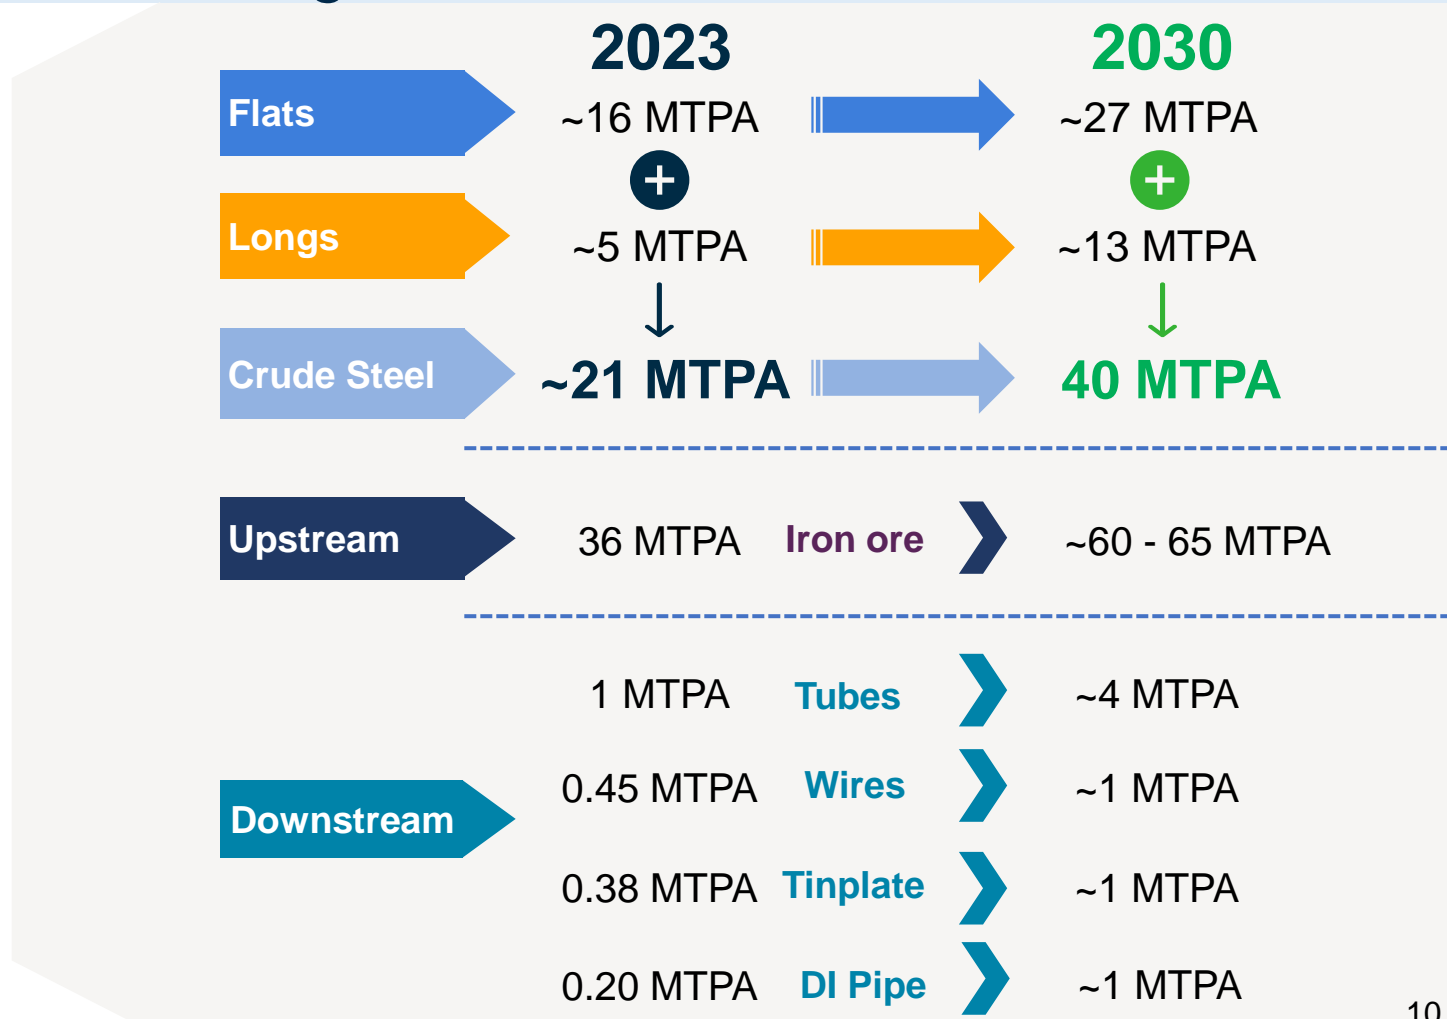 2023 2030
Flats ~16 MTPA ~27 MTPA
+ +
Longs ~5 MTPA ~13 MTPA
Crude Steel ~21 MTPA 40 MTPA
Upstream 36 MTPA Iron ore ~60 - 65 MTPA
1 MTPA Tubes ~4 MTPA
0.45 MTPA Wires ~1 MTPA
Downstream
0.38 MTPA Tinplate ~1 MTPA
0.20 MTPA DI Pipe ~1 MTPA
10